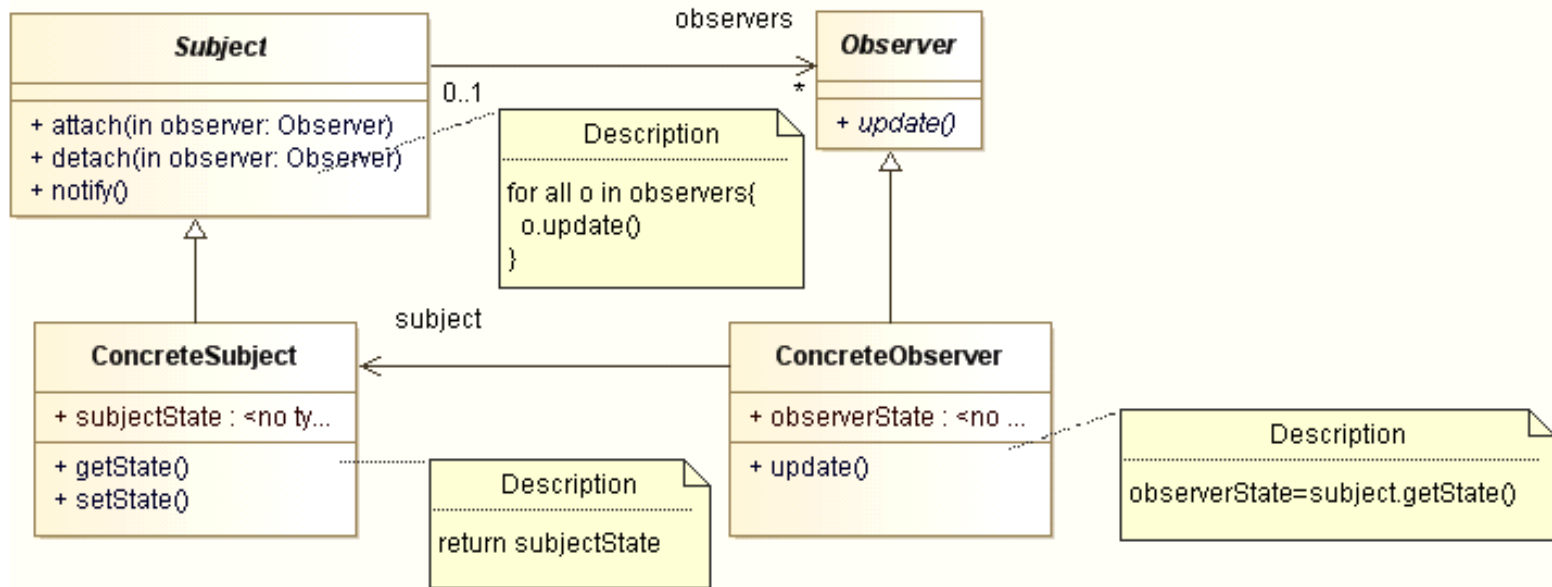 Subject
+ attach(in observer: Observer)
+ detach(in observer: Observer)
+ notify()
observers
0..1
*
Observer
+ update()
Description
for all o in observers{
o.update()
}
subject
ConcreteSubject
+ subjectState : <no ty...
+ getState()
+ setState()
Description
return subjectState
ConcreteObserver
+ observerState : <no ...
+ update()
Description
observerState=subject.getState()